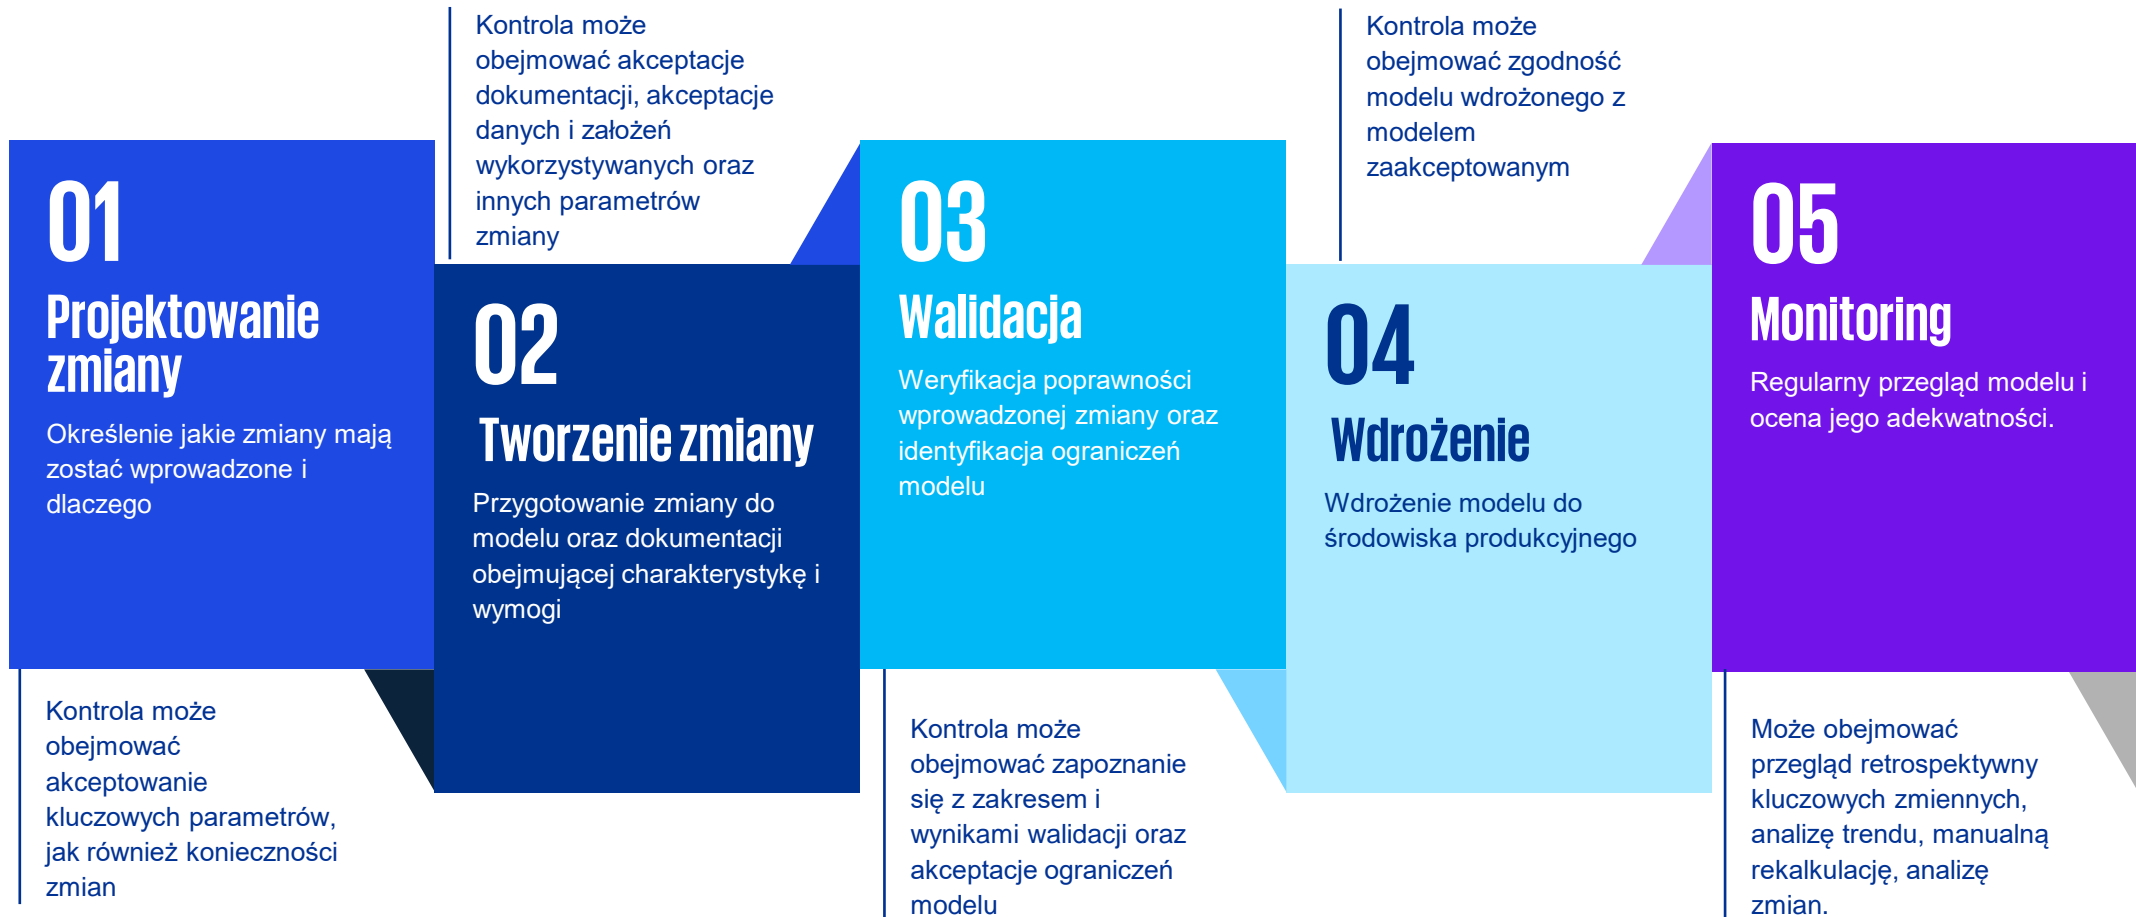 01
Projektowanie
zmiany
Określenie jakie zmiany mają
zostać wprowadzone i
dlaczego
Kontrola może
obejmować
akceptowanie
kluczowych parametrów,
jak również konieczności
zmian
Kontrola może
obejmować akceptacje
dokumentacji, akceptacje
danych i założeń
wykorzystywanych oraz
innych parametrów
zmiany
02
Tworzenie zmiany
Przygotowanie zmiany do
modelu oraz dokumentacji
obejmującej charakterystykę i
wymogi
03
Walidacja
Weryfikacja poprawności
wprowadzonej zmiany oraz
identyfikacja ograniczeń
modelu
Kontrola może
obejmować zapoznanie
się z zakresem i
wynikami walidacji oraz
akceptacje ograniczeń
modelu
Kontrola może
obejmować zgodność
modelu wdrożonego z
modelem
zaakceptowanym
04
Wdrożenie
Wdrożenie modelu do
środowiska produkcyjnego
05
Monitoring
Regularny przegląd modelu i
ocena jego adekwatności.
Może obejmować
przegląd retrospektywny
kluczowych zmiennych,
analizę trendu, manualną
rekalkulację, analizę
zmian.